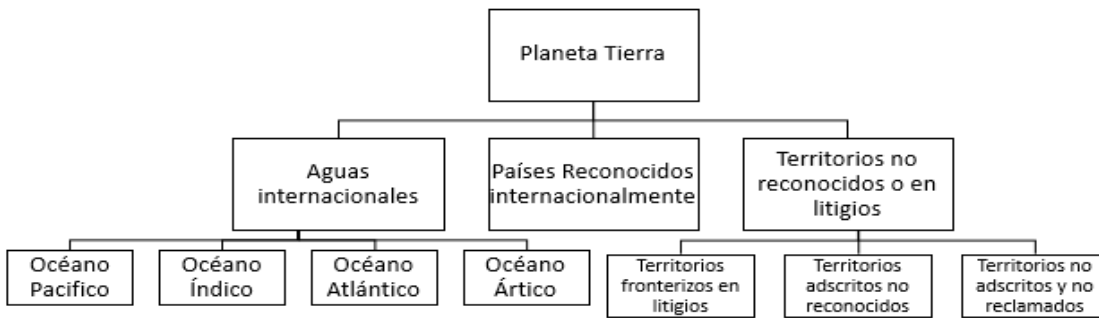 Planeta Tierra
Aguas
internacionales
Países Reconocidos
internacionalmente
Territorios no
reconocidos o en
litigios
Océano
Pacifico
Océano
Índico
Océano
Atlántico
Océano
Ártico
Territorios
fronterizos en
litigios
Territorios
adscritos no
reconocidos
Territorios no
adscritos y no
reclamados